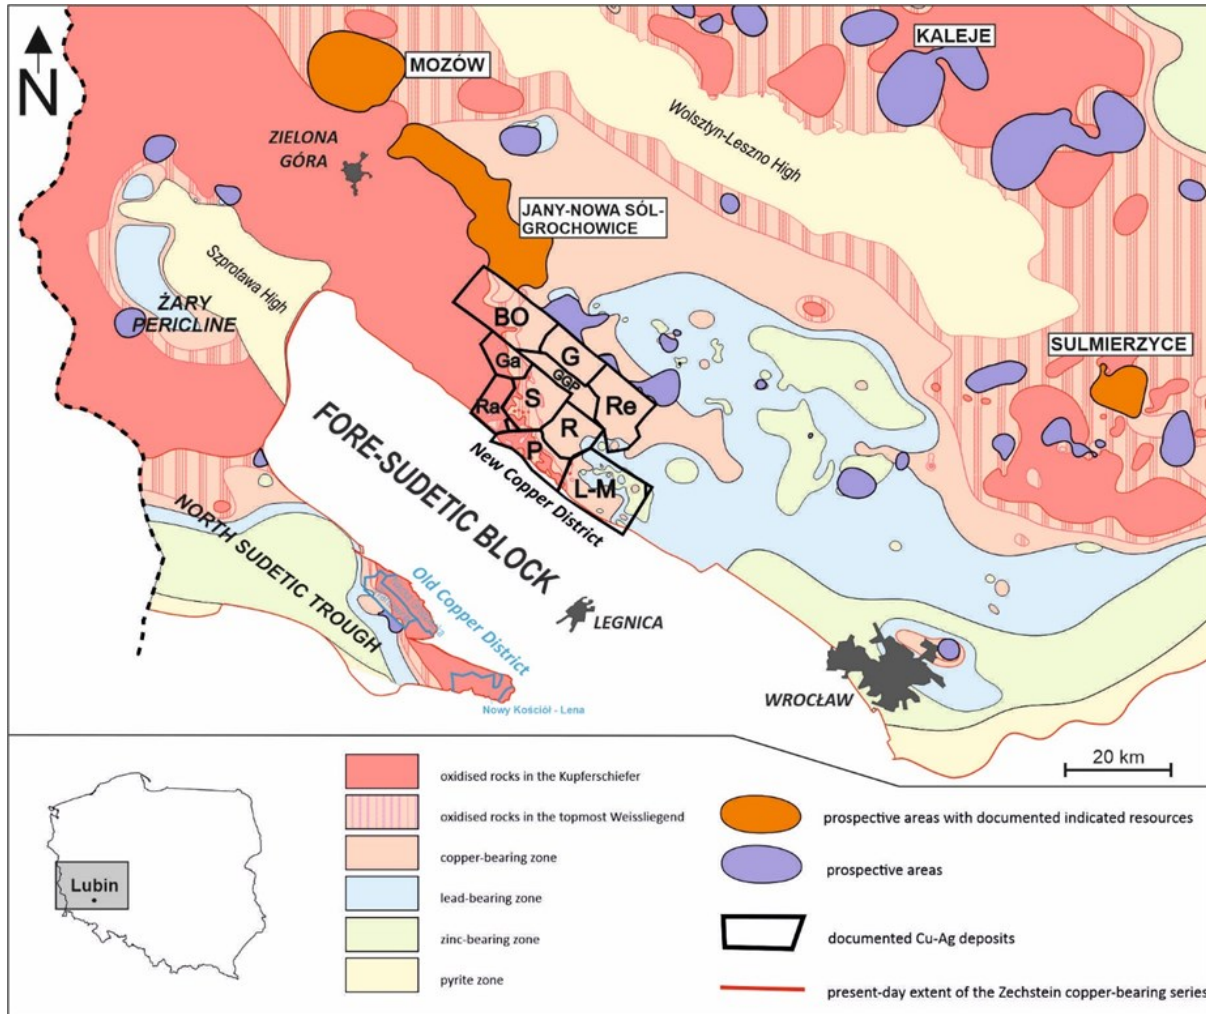 N
MOZÓW
KALEJE
ZIELONA
GÓRA
Wolsztyn-Leszno High
JANY-NOWA SÓL-
GROCHOWICE
Szprotawa High
ŻARY
PERICLINE
SULMIERZYCE
BO
G
Ga
GGP
Ra
S
Re
R
P
L-M
New Copper District
FORE-SUDETIC BLOCK
NORTH SUDETIC TROUGH
Old Copper District
LEGNICA
Nowy Kościół - Lena
WROCŁAW
20 km
Lubin
oxidised rocks in the Kupferschiefer
oxidised rocks in the topmost Weissliegend
copper-bearing zone
lead-bearing zone
zinc-bearing zone
pyrite zone
prospective areas with documented indicated resources
prospective areas
documented Cu-Ag deposits
present-day extent of the Zechstein copper-bearing series